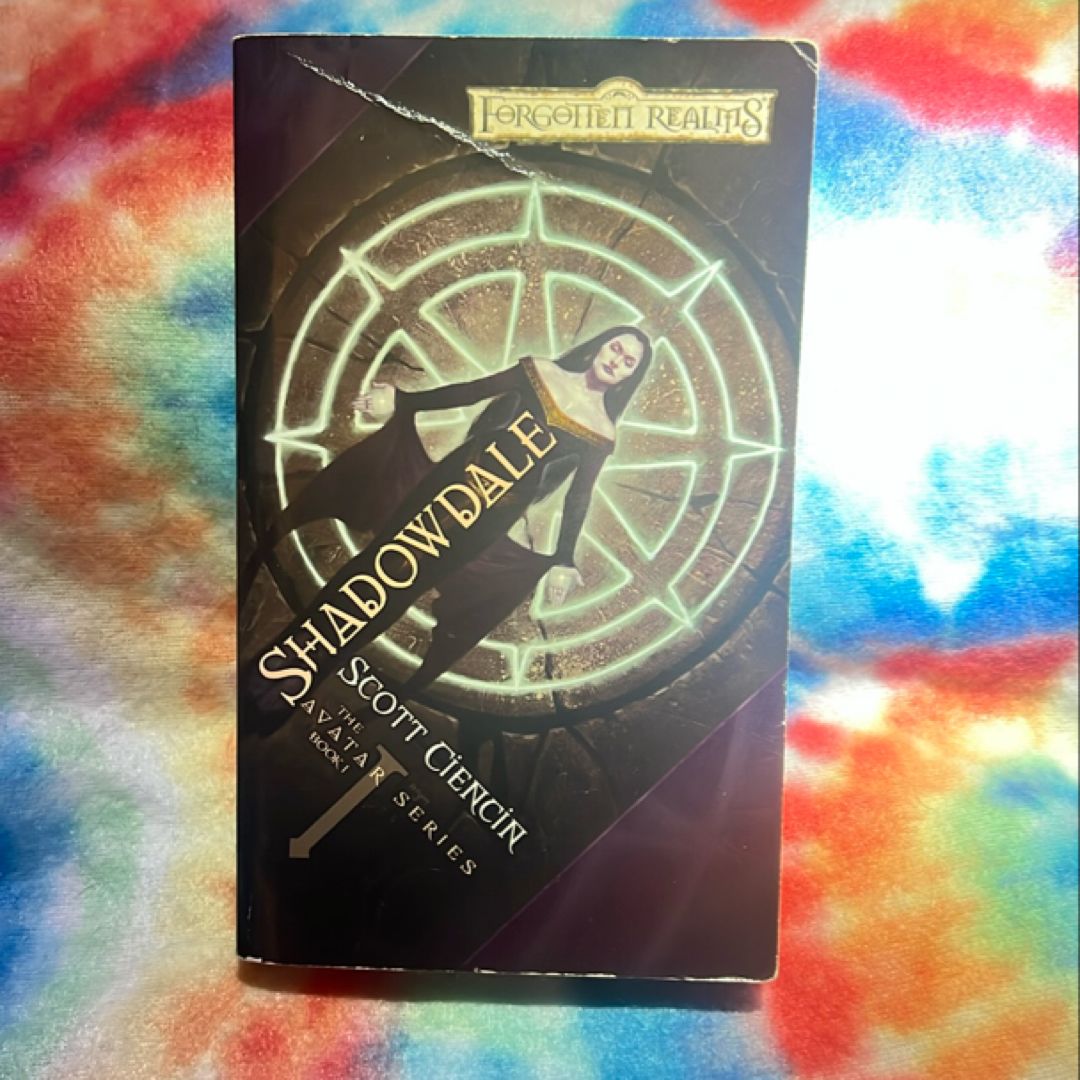 FORGOTTEN REALMS
SHADOWDALE
SCOTT CIENCIN
THE
AVATAR SERIES
BOOK I
I